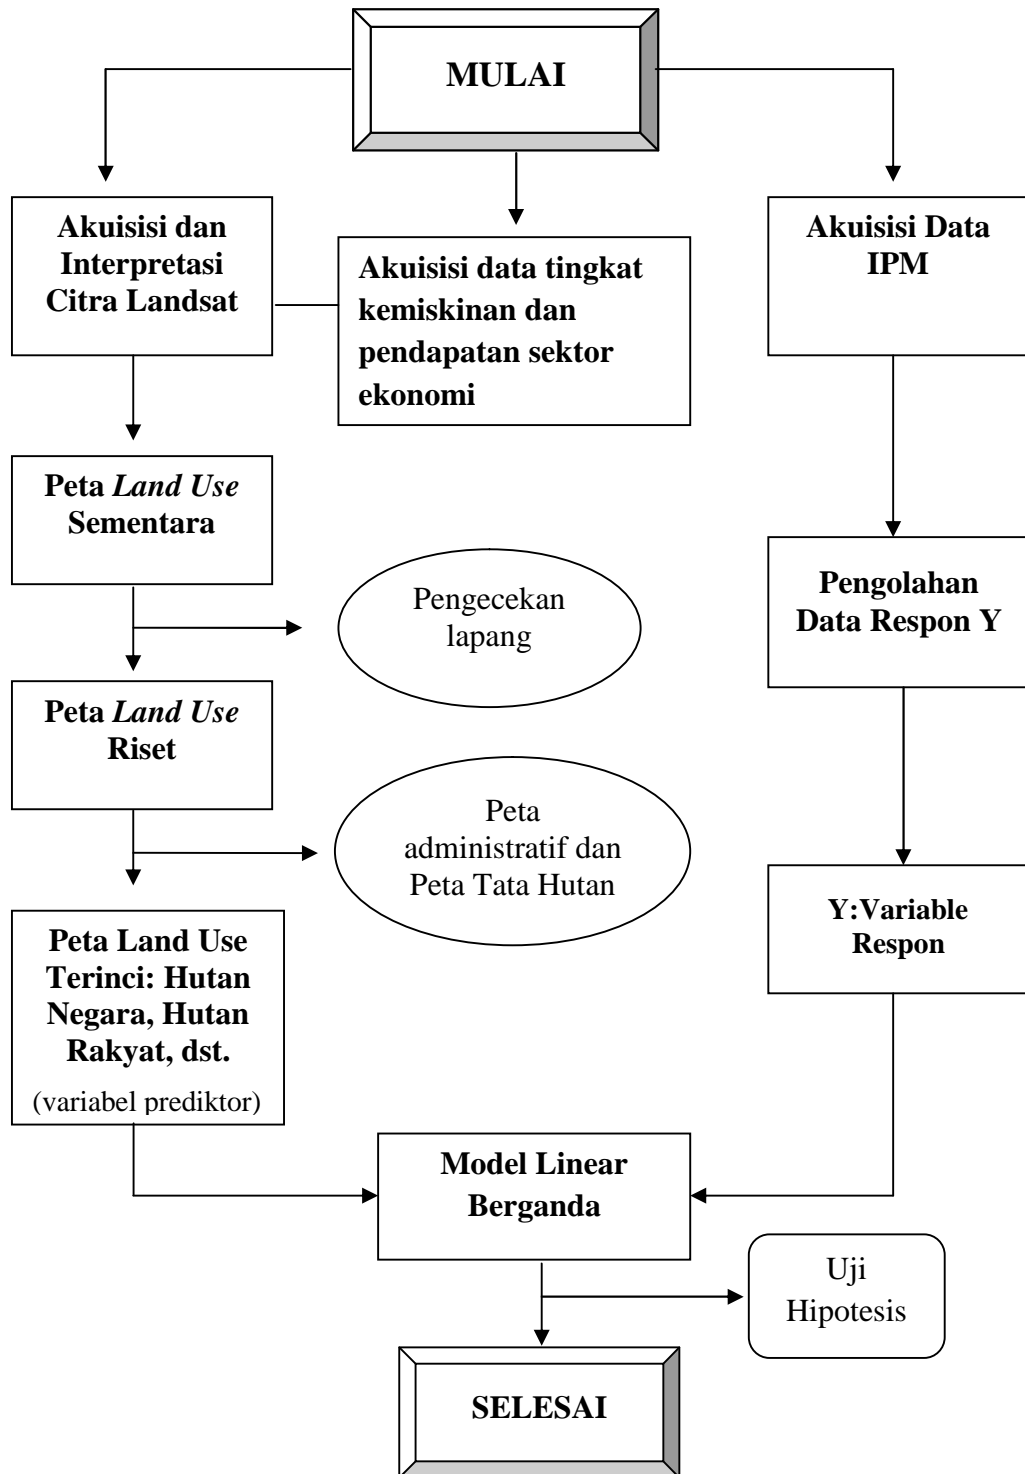 MULAI
Akuisisi dan
Interpretasi
Citra Landsat
Akuisisi data tingkat
kemiskinan dan
pendapatan sektor
ekonomi
Akuisisi Data
IPM
Peta Land Use
Sementara
Pengecekan
lapang
Pengolahan
Data Respon Y
Peta Land Use
Riset
Peta
administratif dan
Peta Tata Hutan
Y:Variable
Respon
Peta Land Use
Terinci: Hutan
Negara, Hutan
Rakyat, dst.
(variabel prediktor)
Model Linear
Berganda
Uji
Hipotesis
SELESAI